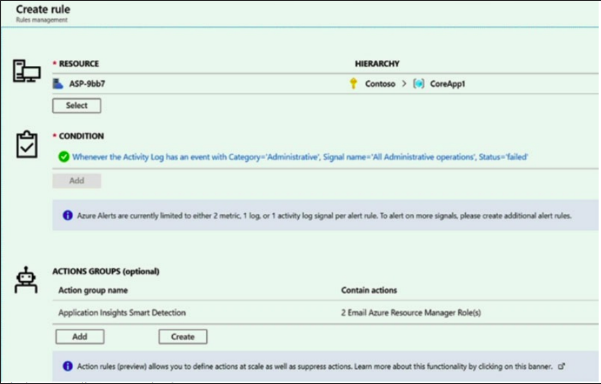 Create rule
Rules management
* RESOURCE HIERARCHY
ASP-9bb7 Contoso > CoreApp1
Select
* CONDITION
Whenever the Activity Log has an event with Category='Administrative', Signal name='All Administrative operations', Status='failed'
Add
Azure Alerts are currently limited to either 2 metric, 1 log, or 1 activity log signal per alert rule. To alert on more signals, please create additional alert rules.
ACTIONS GROUPS (optional)
Action group name Contain actions
Application Insights Smart Detection 2 Email Azure Resource Manager Role(s)
Add Create
Action rules (preview) allows you to define actions at scale as well as suppress actions. Learn more about this functionality by clicking on this banner.